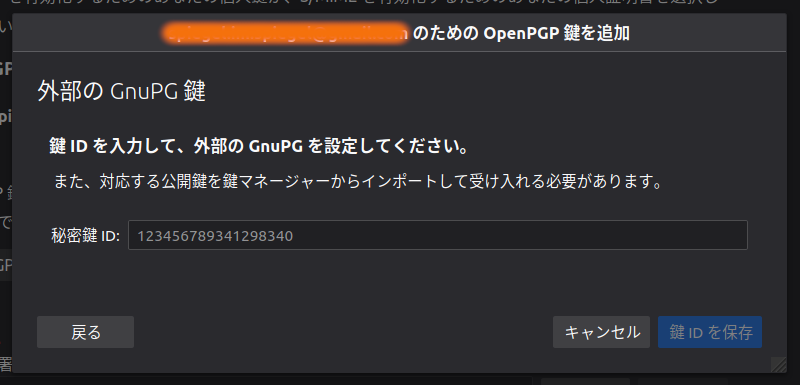 のための OpenPGP 鍵を追加
外部の GnuPG 鍵
鍵 ID を入力して、外部の GnuPG を設定してください。
また、対応する公開鍵を鍵マネージャーからインポートして受け入れる必要があります。
秘密鍵 ID: 123456789341298340
戻る キャンセル 鍵 ID を保存